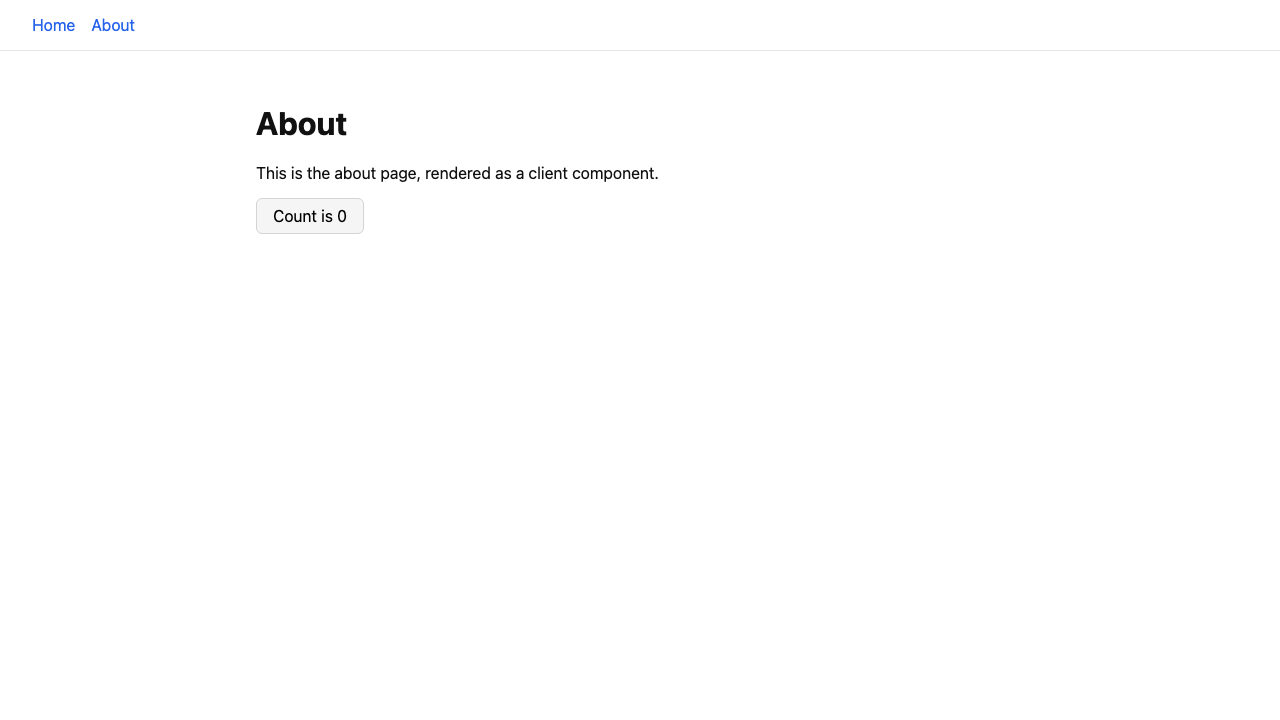 Home About
About
This is the about page, rendered as a client component.
Count is 0